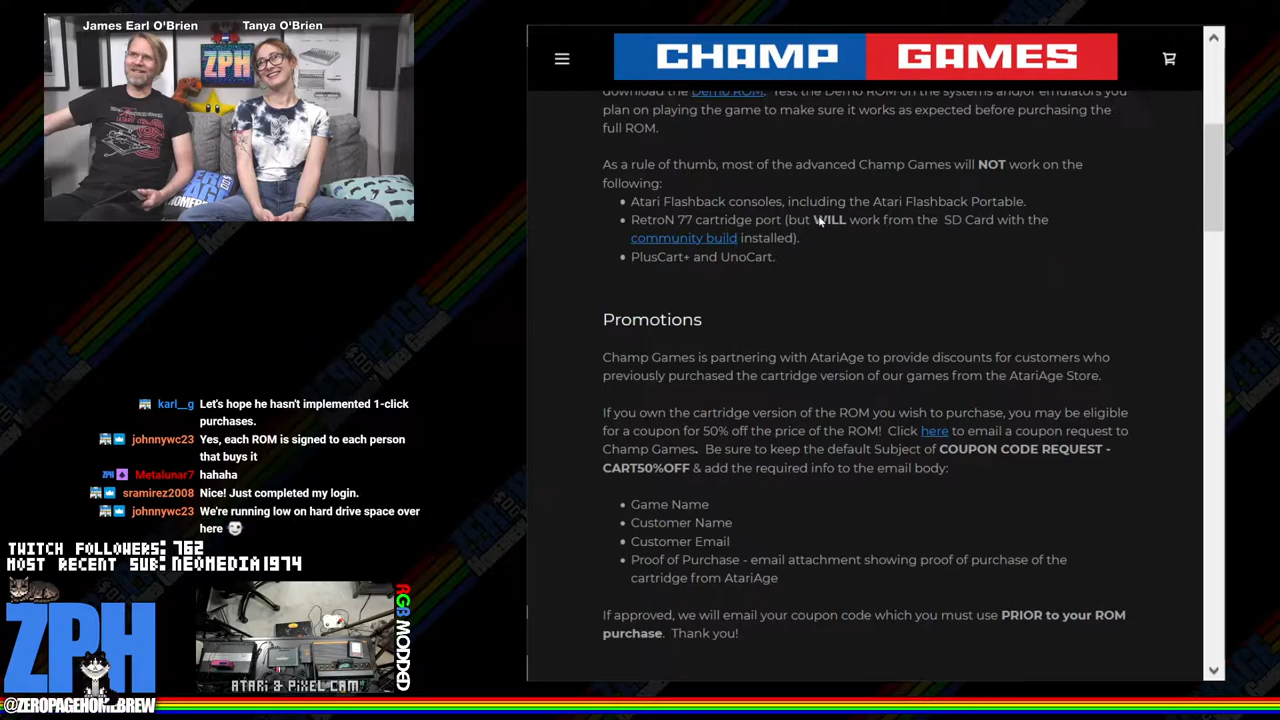 James Earl O'Brien
Tanya O'Brien
ZPH
CHAMP GAMES
download the Demo ROM. Test the Demo ROM on the systems and/or emulators you
plan on playing the game to make sure it works as expected before purchasing the
full ROM.
As a rule of thumb, most of the advanced Champ Games will NOT work on the
following:
Atari Flashback consoles, including the Atari Flashback Portable.
RetroN 77 cartridge port (but WILL work from the SD Card with the
community build installed).
PlusCart+ and UnoCart.
Promotions
Champ Games is partnering with AtariAge to provide discounts for customers who
previously purchased the cartridge version of our games from the AtariAge Store.
If you own the cartridge version of the ROM you wish to purchase, you may be eligible
for a coupon for 50% off the price of the ROM! Click here to email a coupon request to
Champ Games. Be sure to keep the default Subject of COUPON CODE REQUEST -
CART50%OFF & add the required info to the email body:
Game Name
Customer Name
Customer Email
Proof of Purchase - email attachment showing proof of purchase of the
cartridge from AtariAge
If approved, we will email your coupon code which you must use PRIOR to your ROM
purchase. Thank you!
karl__g Let's hope he hasn't implemented 1-click
purchases.
johnnywc23 Yes, each ROM is signed to each person
that buys it
ZPH Metalunar7 hahaha
sramirez2008 Nice! Just completed my login.
johnnywc23 We're running low on hard drive space over
here
TWITCH FOLLOWERS: 762
MOST RECENT SUB: NEOMEDIA1974
ZPH
RGB MODDED
ATARI & PIXEL CAM
@ZEROPAGEHOMEBREW